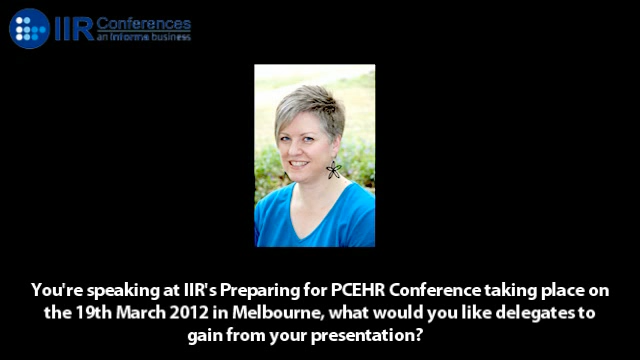 IIR Conferences
an informa business
You're speaking at IIR's Preparing for PCEHR Conference taking place on
the 19th March 2012 in Melbourne, what would you like delegates to
gain from your presentation?